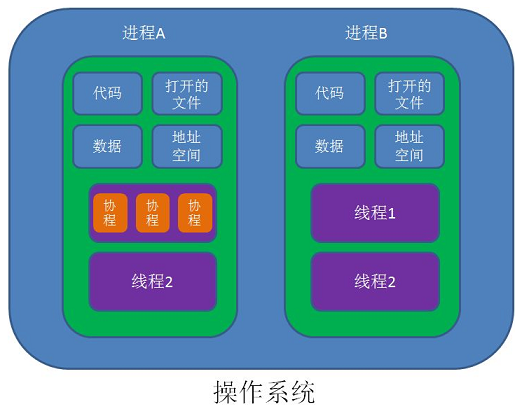 进程A
进程B
代码
打开的
文件
代码
打开的
文件
数据
地址
空间
数据
地址
空间
协
程
协
程
协
程
线程1
线程2
线程2
操作系统